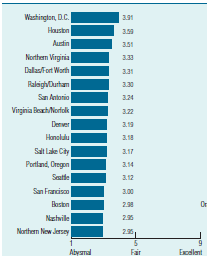 Washington, D.C. 3.91
Houston 3.59
Austin 3.51
Northern Virginia 3.33
Dallas/Fort Worth 3.31
Raleigh/Durham 3.30
San Antonio 3.24
Virginia Beach/Norfolk 3.22
Denver 3.19
Honolulu 3.18
Salt Lake City 3.17
Portland, Oregon 3.14
Seattle 3.12
San Francisco 3.00
Boston 2.98 Or
Nashville 2.95
Northern New Jersey 2.95
1 5 9
Abysmal Fair Excellent